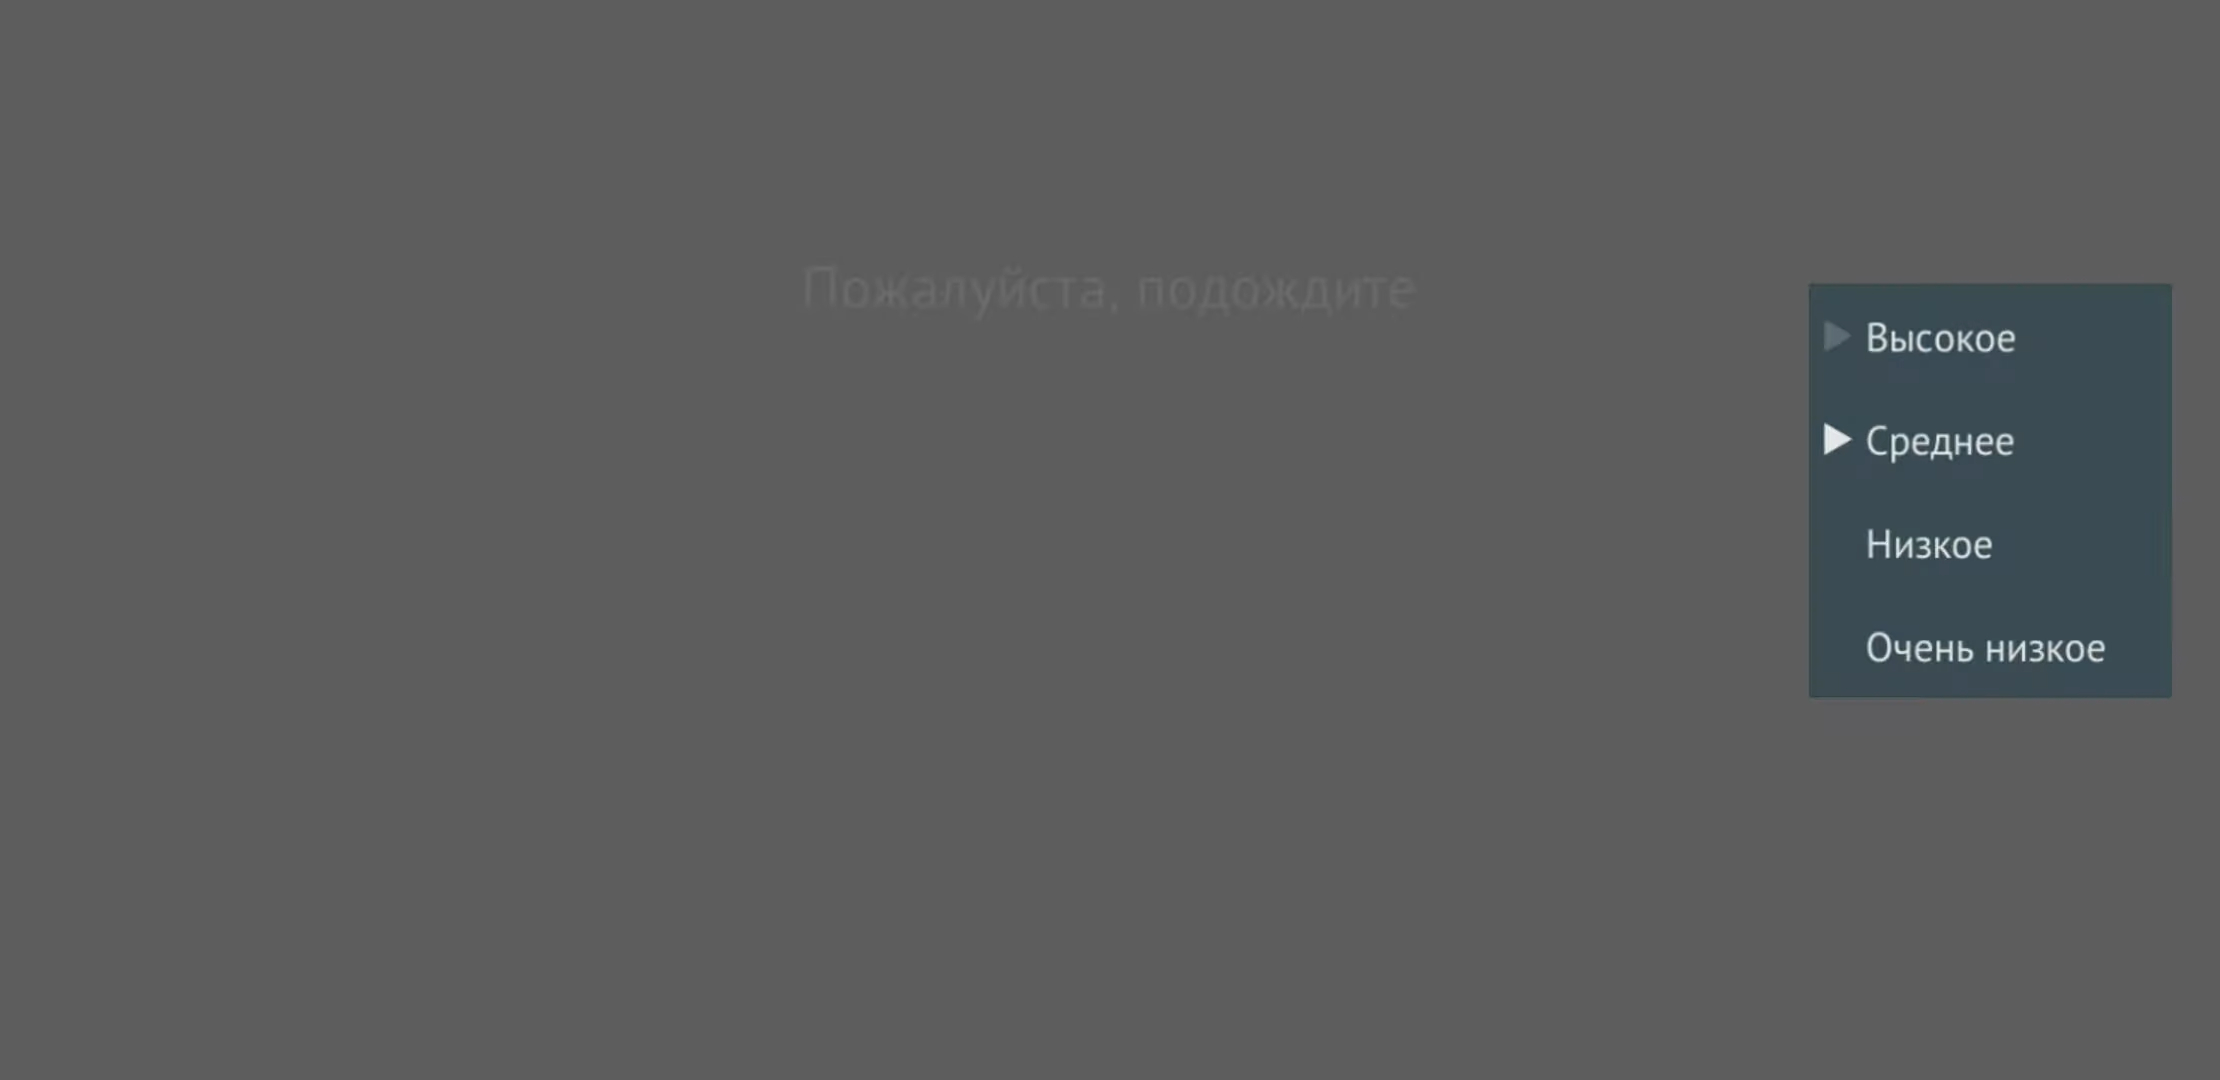 Пожалуйста, подождите
Высокое
Среднее
Низкое
Очень низкое